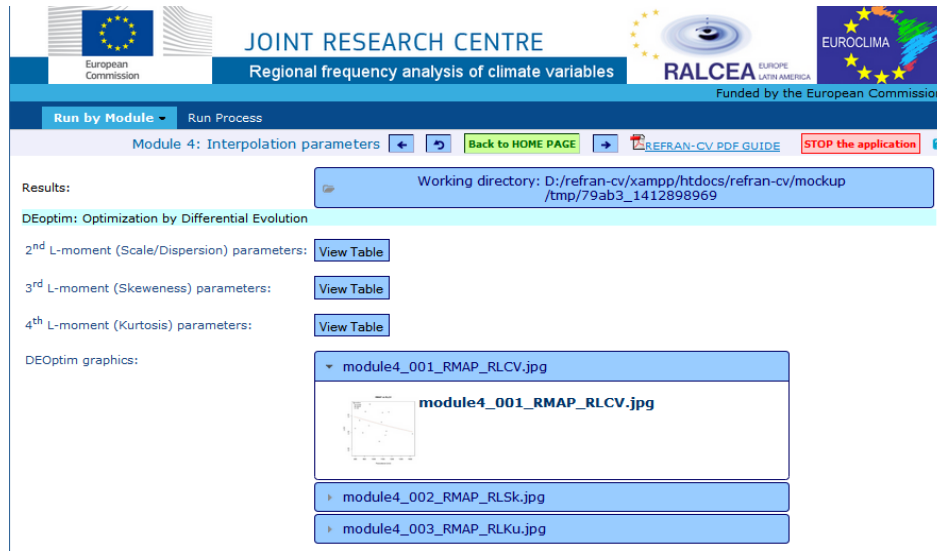 European
Commission
JOINT RESEARCH CENTRE
Regional frequency analysis of climate variables
RALCEA EUROPE
LATIN AMERICA
EUROCLIMA
Funded by the European Commission
Run by Module Run Process
Module 4: Interpolation parameters Back to HOME PAGE REFRAN-CV PDF GUIDE STOP the application
Results:
Working directory: D:/refran-cv/xampp/htdocs/refran-cv/mockup
/tmp/79ab3_1412898969
DEoptim: Optimization by Differential Evolution
2nd L-moment (Scale/Dispersion) parameters: View Table
3rd L-moment (Skeweness) parameters: View Table
4th L-moment (Kurtosis) parameters: View Table
DEOptim graphics:
module4_001_RMAP_RLCV.jpg
module4_001_RMAP_RLCV.jpg
module4_002_RMAP_RLSk.jpg
module4_003_RMAP_RLKu.jpg